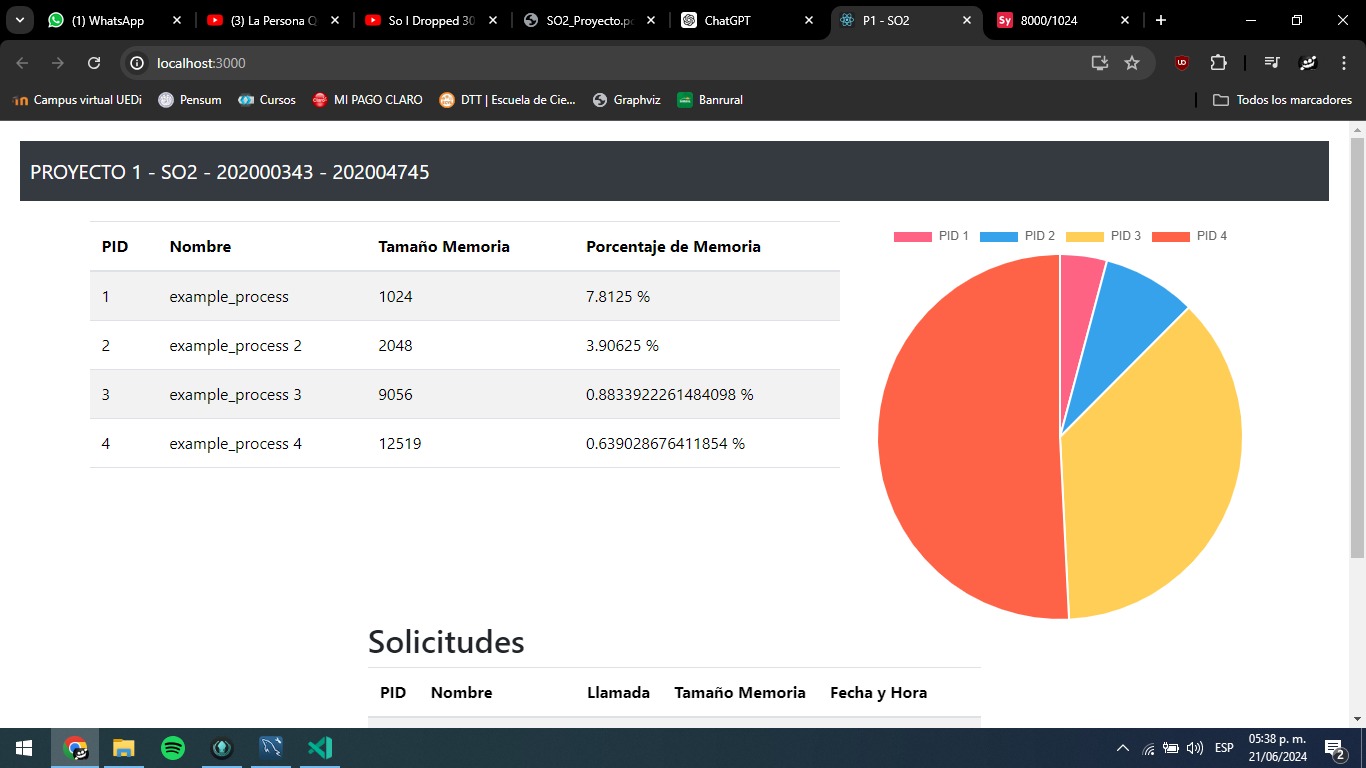 (1) WhatsApp
(3) La Persona Q
So I Dropped 30
SO2_Proyecto.pd
ChatGPT
P1 - SO2
Sy 8000/1024
localhost:3000
UD
Campus virtual UEDi
Pensum
Cursos
MI PAGO CLARO
DTT | Escuela de Cie...
Graphviz
Banrural
Todos los marcadores
PROYECTO 1 - SO2 - 202000343 - 202004745
PID Nombre Tamaño Memoria Porcentaje de Memoria
1 example_process 1024 7.8125 %
2 example_process 2 2048 3.90625 %
3 example_process 3 9056 0.8833922261484098 %
4 example_process 4 12519 0.639028676411854 %
PID 1 PID 2 PID 3 PID 4
Solicitudes
PID Nombre Llamada Tamaño Memoria Fecha y Hora
ESP
05:38 p. m.
21/06/2024
2